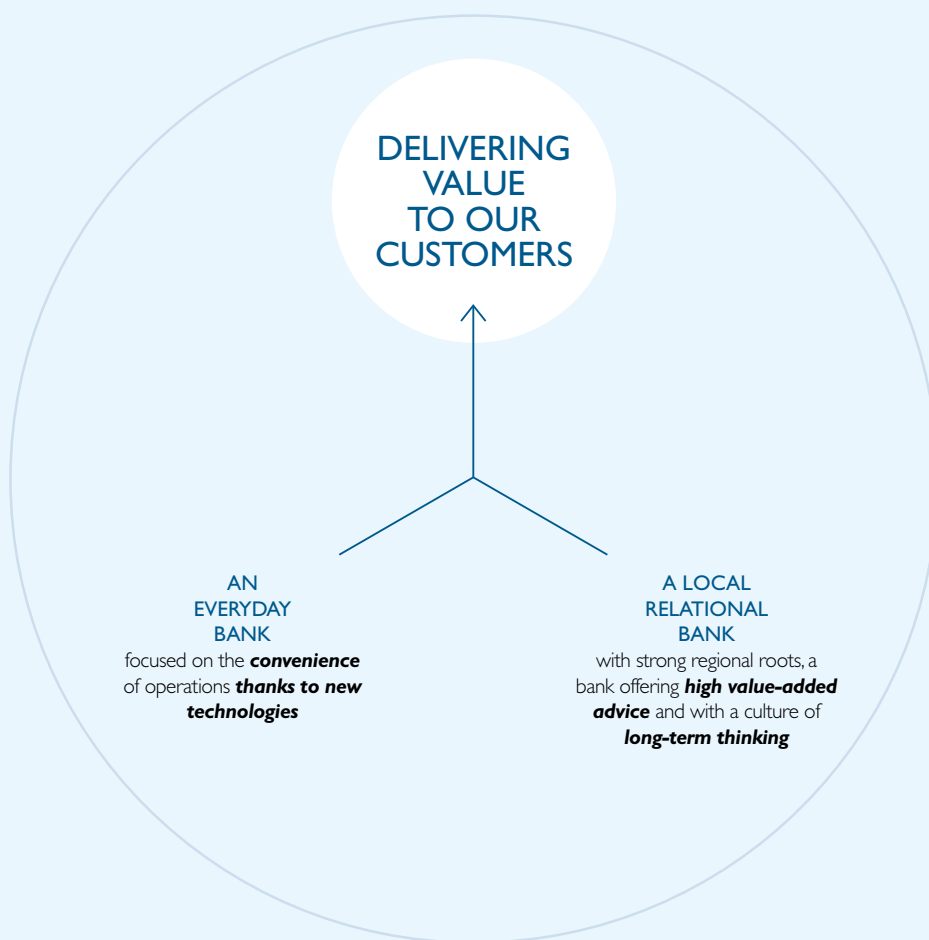 DELIVERING
VALUE
TO OUR
CUSTOMERS
AN
EVERYDAY
BANK
focused on the convenience
of operations thanks to new
technologies
A LOCAL
RELATIONAL
BANK
with strong regional roots, a
bank offering high value-added
advice and with a culture of
long-term thinking